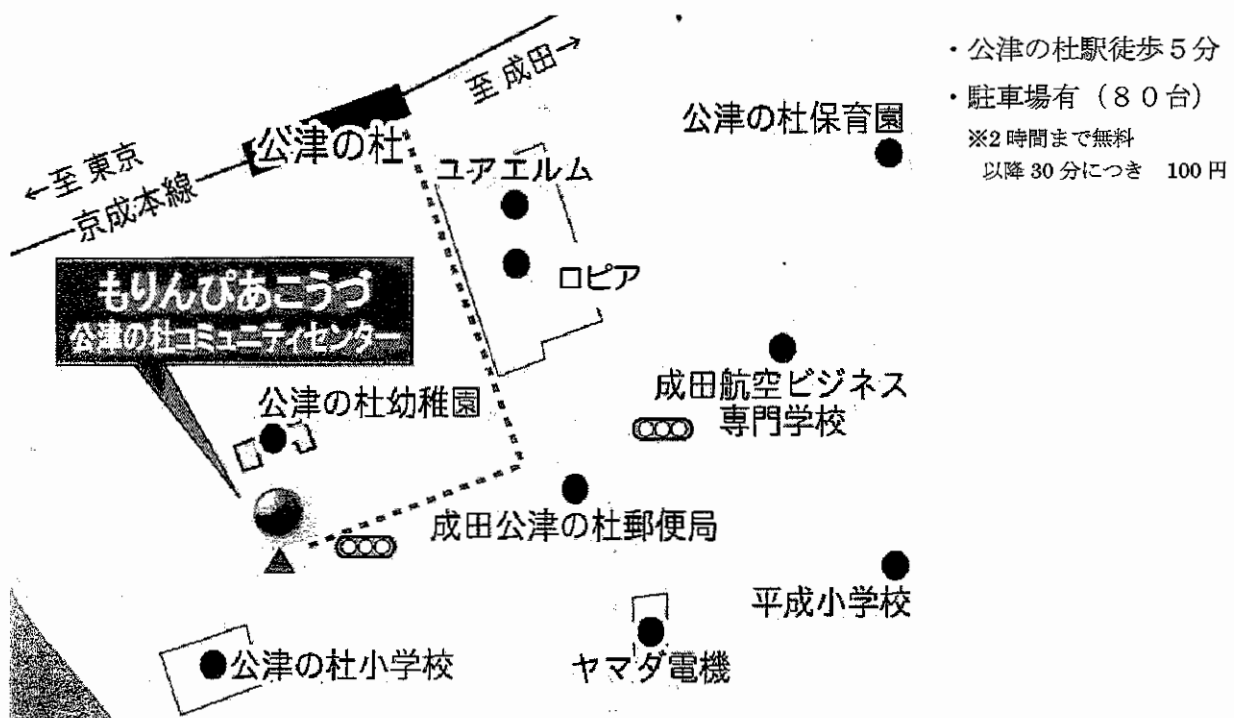 ・公津の杜駅徒歩5分
・駐車場有（８０台）
※2時間まで無料
以降30分につき　100円
至 成田→
公津の杜
←至 東京
京成本線
公津の杜保育園
ユアエルム
ロピア
もりんぴあこうづ
公津の杜コミュニティセンター
成田航空ビジネス
専門学校
公津の杜幼稚園
成田公津の杜郵便局
平成小学校
公津の杜小学校
ヤマダ電機